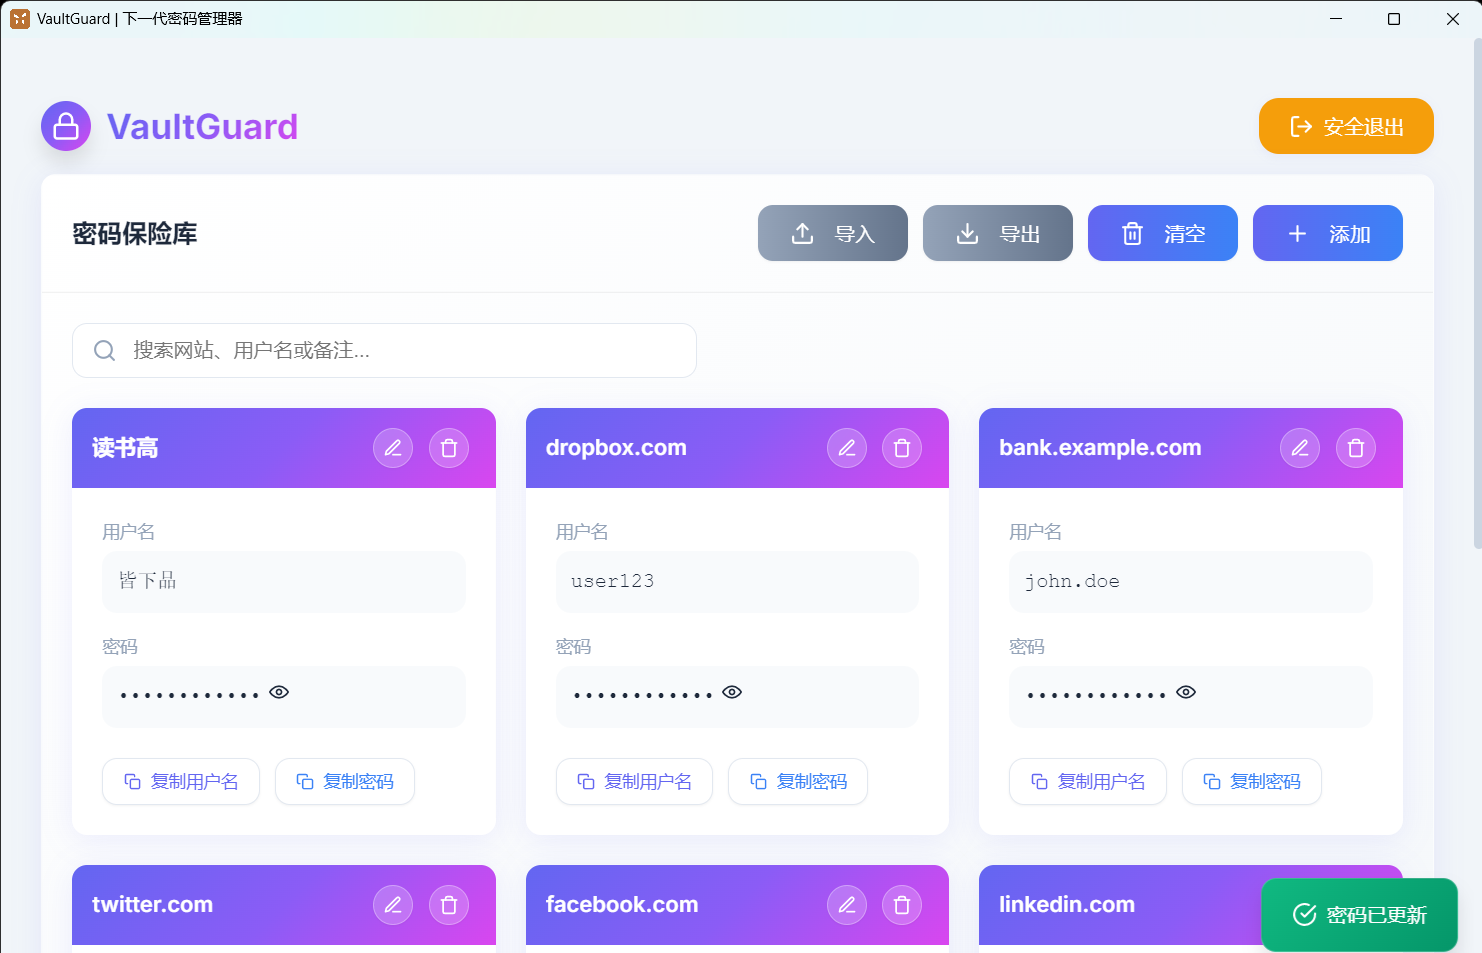 VaultGuard | 下一代密码管理器
VaultGuard
安全退出
密码保险库
导入
导出
清空
添加
搜索网站、用户名或备注...
读书高
用户名
皆下品
密码
••••••••••••
复制用户名
复制密码
dropbox.com
用户名
user123
密码
••••••••••••
复制用户名
复制密码
bank.example.com
用户名
john.doe
密码
••••••••••••
复制用户名
复制密码
twitter.com
facebook.com
linkedin.com
密码已更新